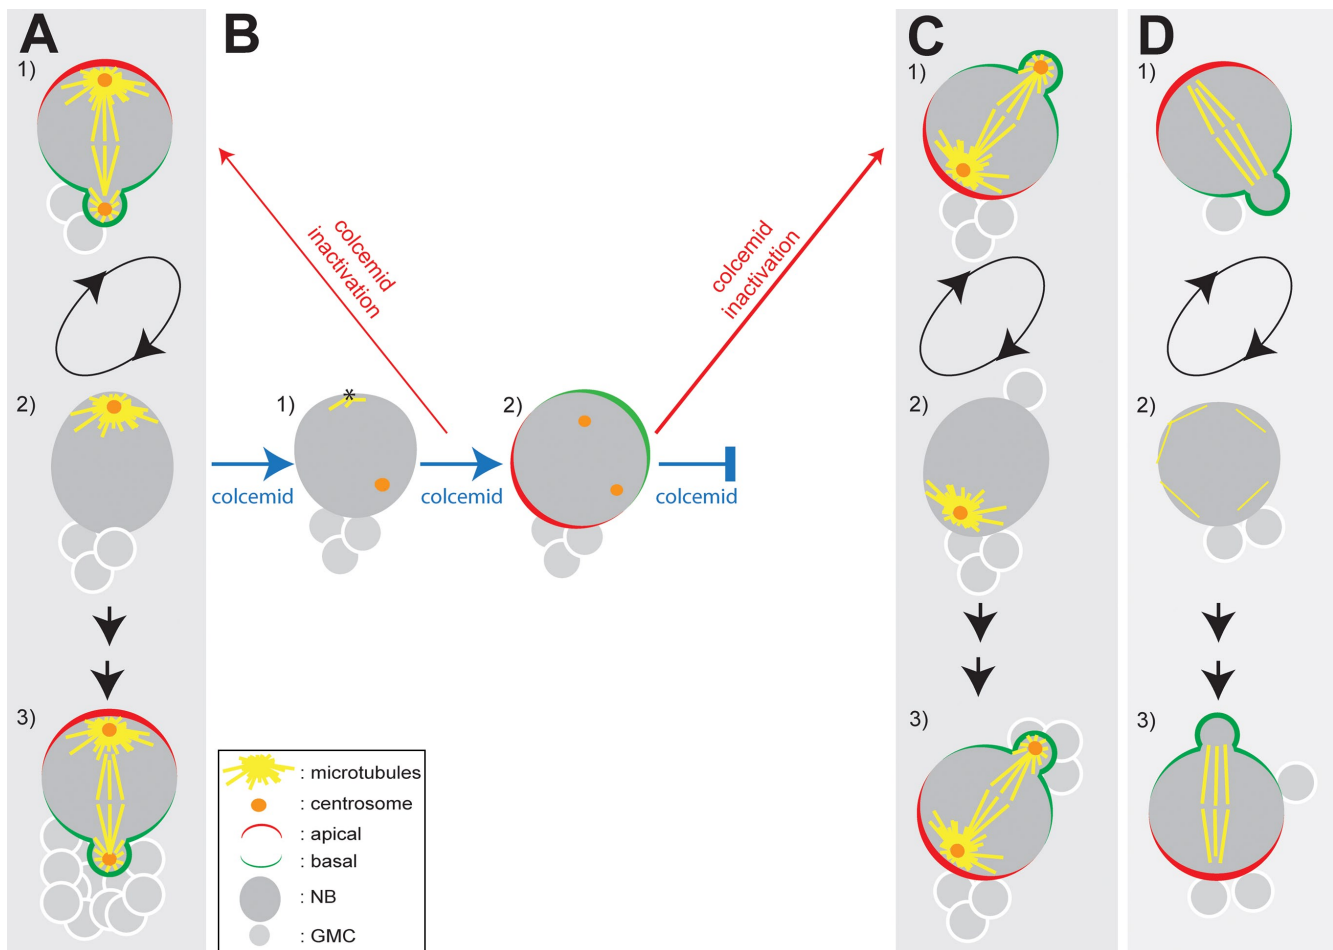 A
B
C
D
1)
1)
1)
colcemid
inactivation
colcemid
inactivation
2)
1)
*
2)
2)
2)
colcemid
colcemid
colcemid
3)
3)
3)
: microtubules
: centrosome
: apical
: basal
: NB
: GMC